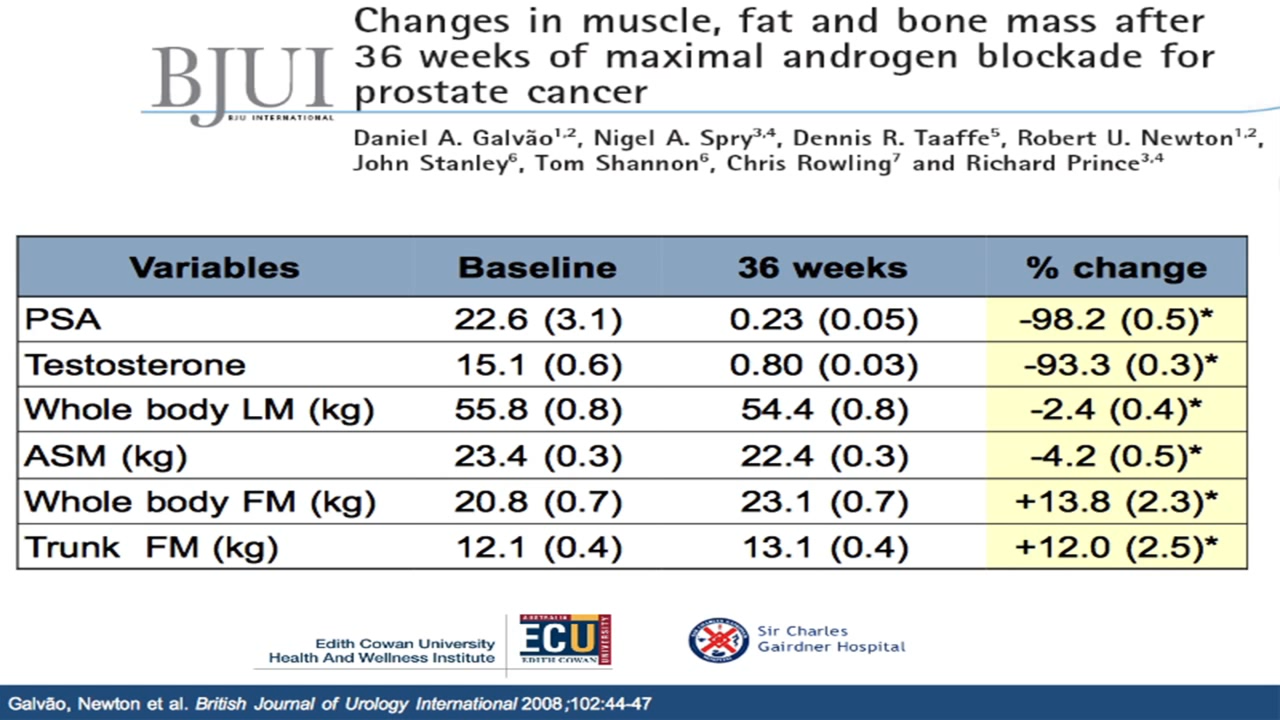 Changes in muscle, fat and bone mass after
36 weeks of maximal androgen blockade for
prostate cancer
BJUI
BJU INTERNATIONAL
Daniel A. Galvão1,2, Nigel A. Spry3,4, Dennis R. Taaffe5, Robert U. Newton1,2,
John Stanley6, Tom Shannon6, Chris Rowling7 and Richard Prince3,4
Variables Baseline 36 weeks % change
PSA 22.6 (3.1) 0.23 (0.05) -98.2 (0.5)*
Testosterone 15.1 (0.6) 0.80 (0.03) -93.3 (0.3)*
Whole body LM (kg) 55.8 (0.8) 54.4 (0.8) -2.4 (0.4)*
ASM (kg) 23.4 (0.3) 22.4 (0.3) -4.2 (0.5)*
Whole body FM (kg) 20.8 (0.7) 23.1 (0.7) +13.8 (2.3)*
Trunk FM (kg) 12.1 (0.4) 13.1 (0.4) +12.0 (2.5)*
Edith Cowan University
Health And Wellness Institute
AUSTRALIA
ECU
EDITH COWAN
UNIVERSITY
Sir Charles
Gairdner Hospital
Galvão, Newton et al. British Journal of Urology International 2008;102:44-47